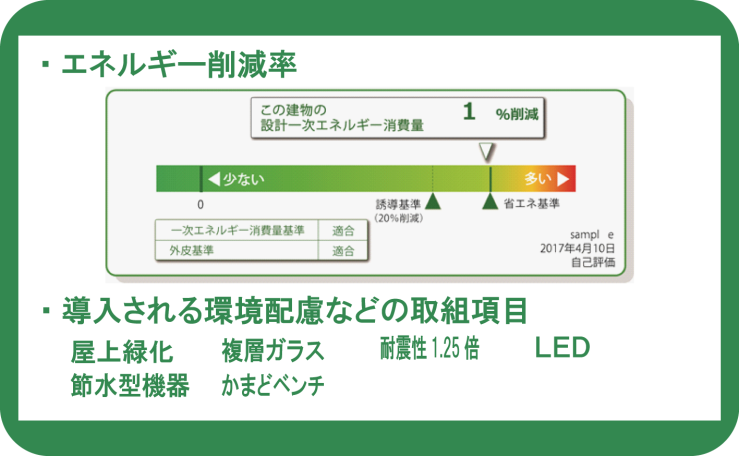 ・エネルギー削減率
この建物の
設計一次エネルギー消費量 1 %削減
少ない 多い
0 誘導基準 省エネ基準
(20%削減)
一次エネルギー消費量基準 適合
外皮基準 適合
sampl e
2017年4月10日
自己評価
・導入される環境配慮などの取組項目
屋上緑化 複層ガラス 耐震性1.25倍 LED
節水型機器 かまどベンチ